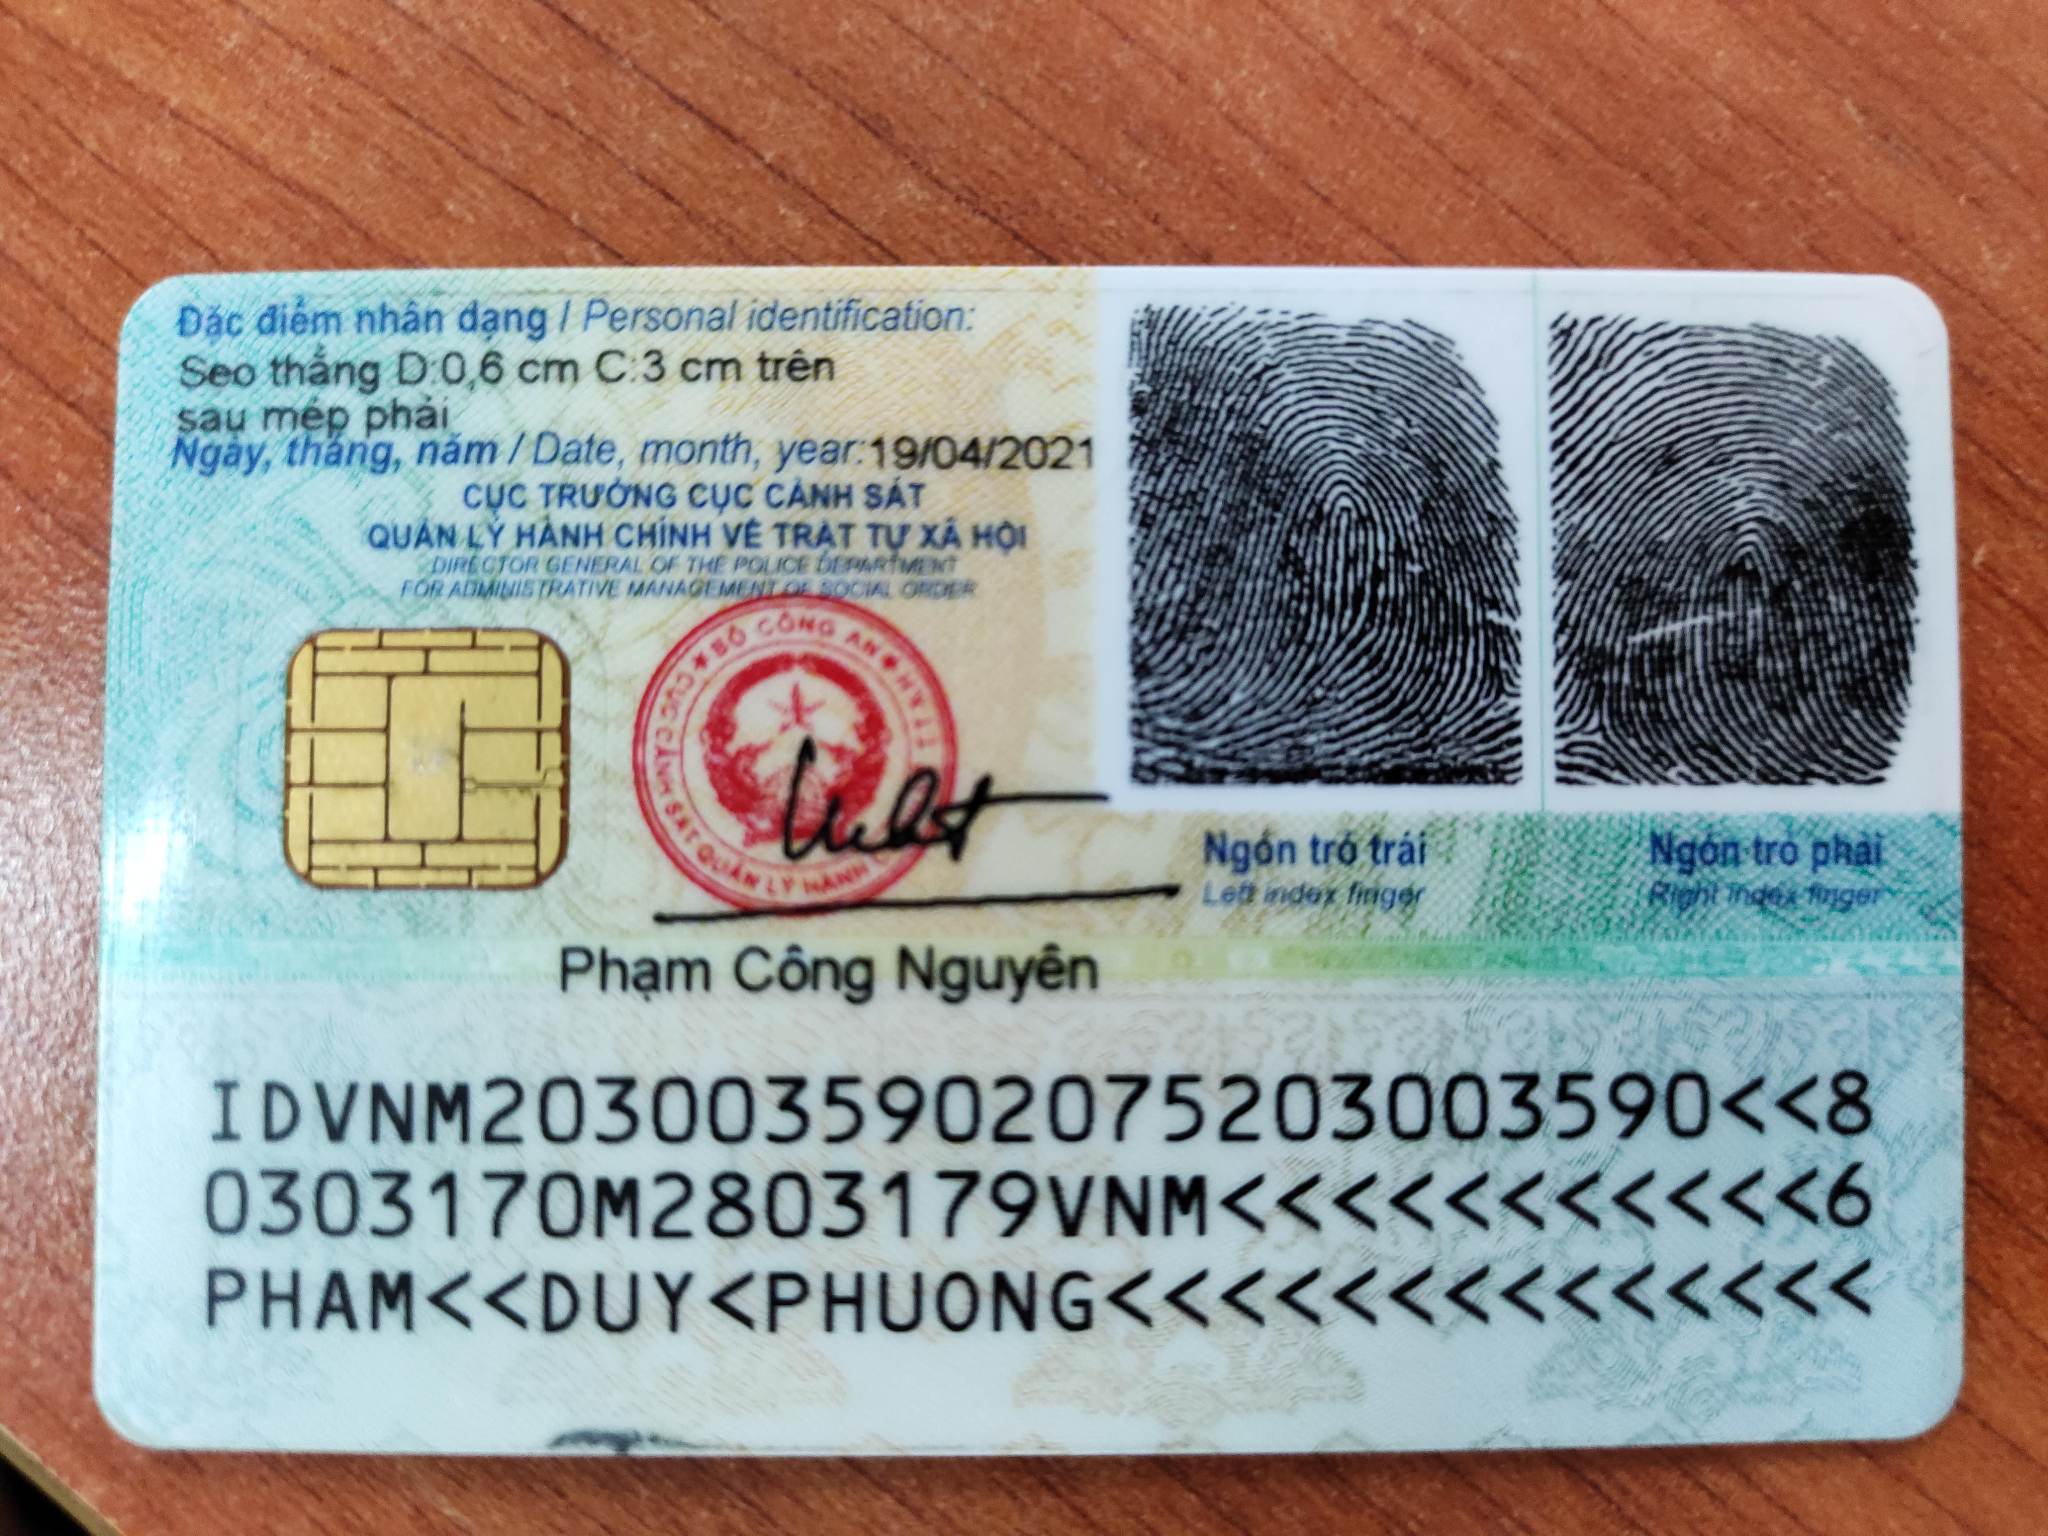 Đặc điểm nhân dạng / Personal identification:
Seo thẳng D:0,6 cm C:3 cm trên
sau mép phải
Ngày, tháng, năm / Date, month, year:19/04/2021
CỤC TRƯỞNG CỤC CẢNH SÁT
QUẢN LÝ HÀNH CHÍNH VỀ TRẬT TỰ XÃ HỘI
DIRECTOR GENERAL OF THE POLICE DEPARTMENT
FOR ADMINISTRATIVE MANAGEMENT OF SOCIAL ORDER
BỘ CÔNG AN
CỤC CẢNH SÁT QUẢN LÝ HÀNH
Ngón trỏ trái
Left index finger
Ngón trỏ phải
Right index finger
Phạm Công Nguyên
IDVNM2030035902075203003590<<8
0303170M2803179VNM<<<<<<<<<<<6
PHAM<<DUY<PHUONG<<<<<<<<<<<<<<